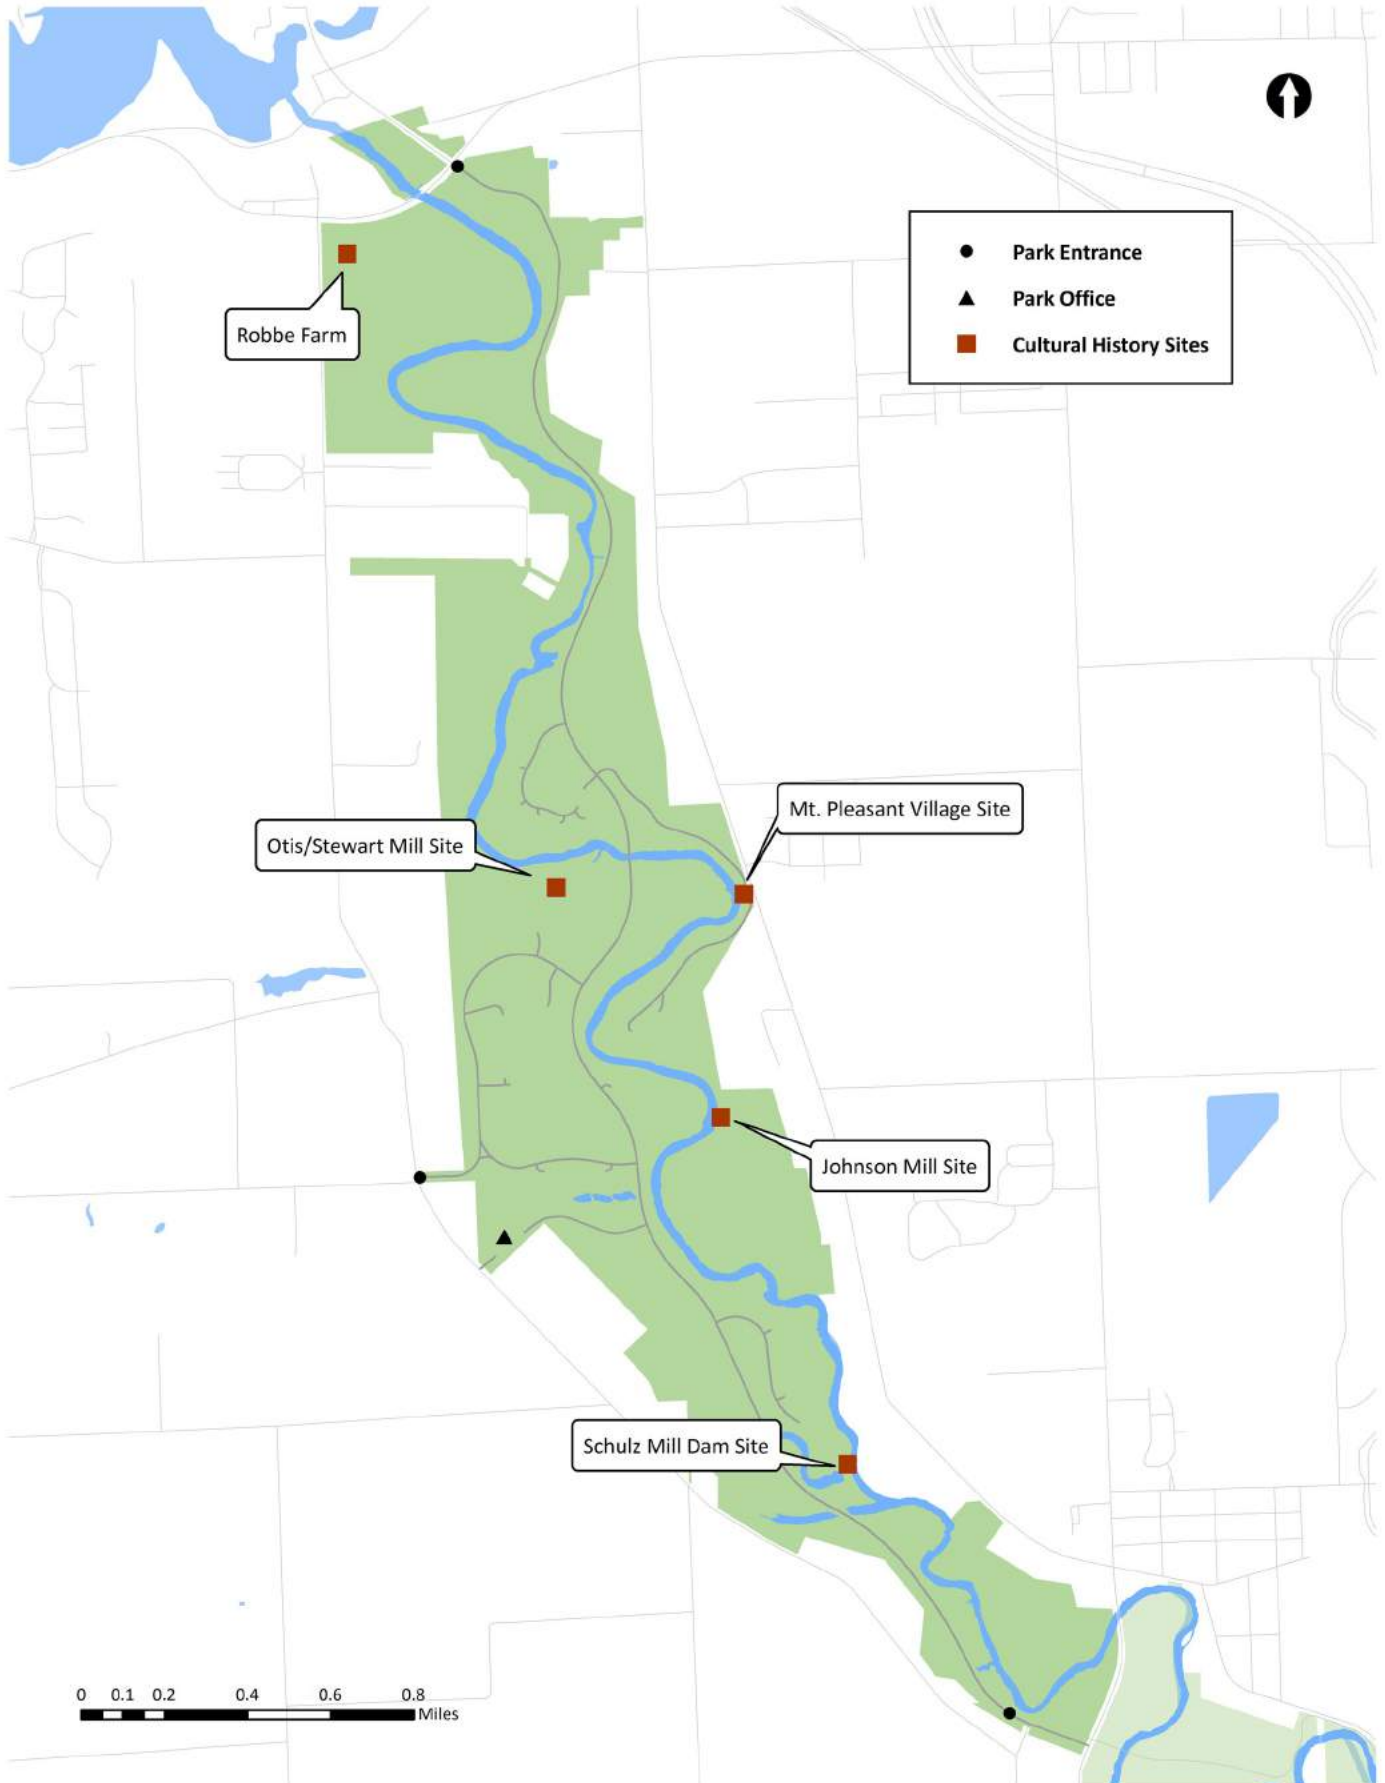 Park Entrance
Park Office
Cultural History Sites
Robbe Farm
Mt. Pleasant Village Site
Otis/Stewart Mill Site
Johnson Mill Site
Schulz Mill Dam Site
0 0.1 0.2 0.4 0.6 0.8
Miles